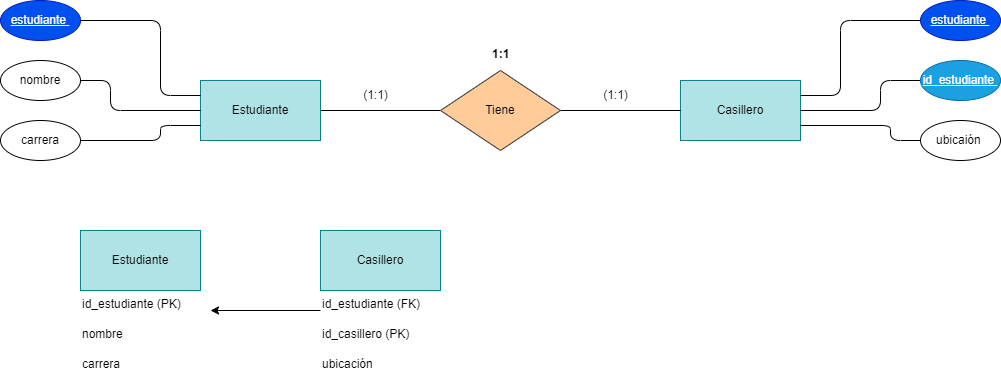 estudiante
estudiante
1:1
nombre
id_estudiante
(1:1)
(1:1)
Estudiante
Tiene
Casillero
carrera
ubicaión
Estudiante
Casillero
id_estudiante (PK)
id_estudiante (FK)
nombre
id_casillero (PK)
carrera
ubicación